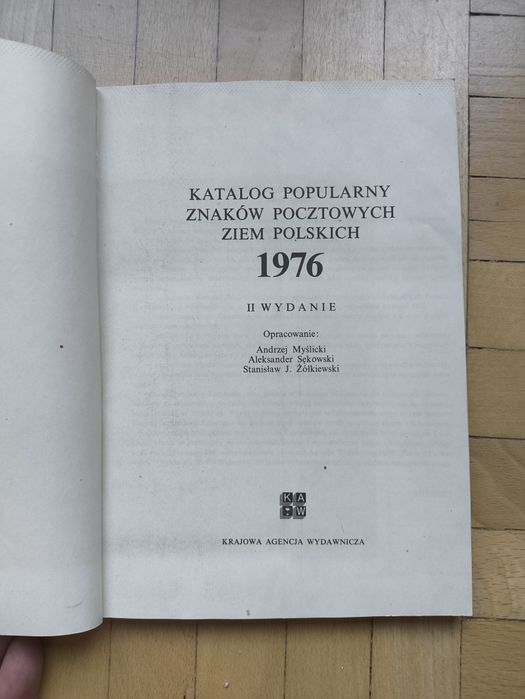 KATALOG POPULARNY
ZNAKÓW POCZTOWYCH
ZIEM POLSKICH
1976
II WYDANIE
Opracowanie:
Andrzej Myślicki
Aleksander Sękowski
Stanisław J. Żółkiewski
K A
W
KRAJOWA AGENCJA WYDAWNICZA